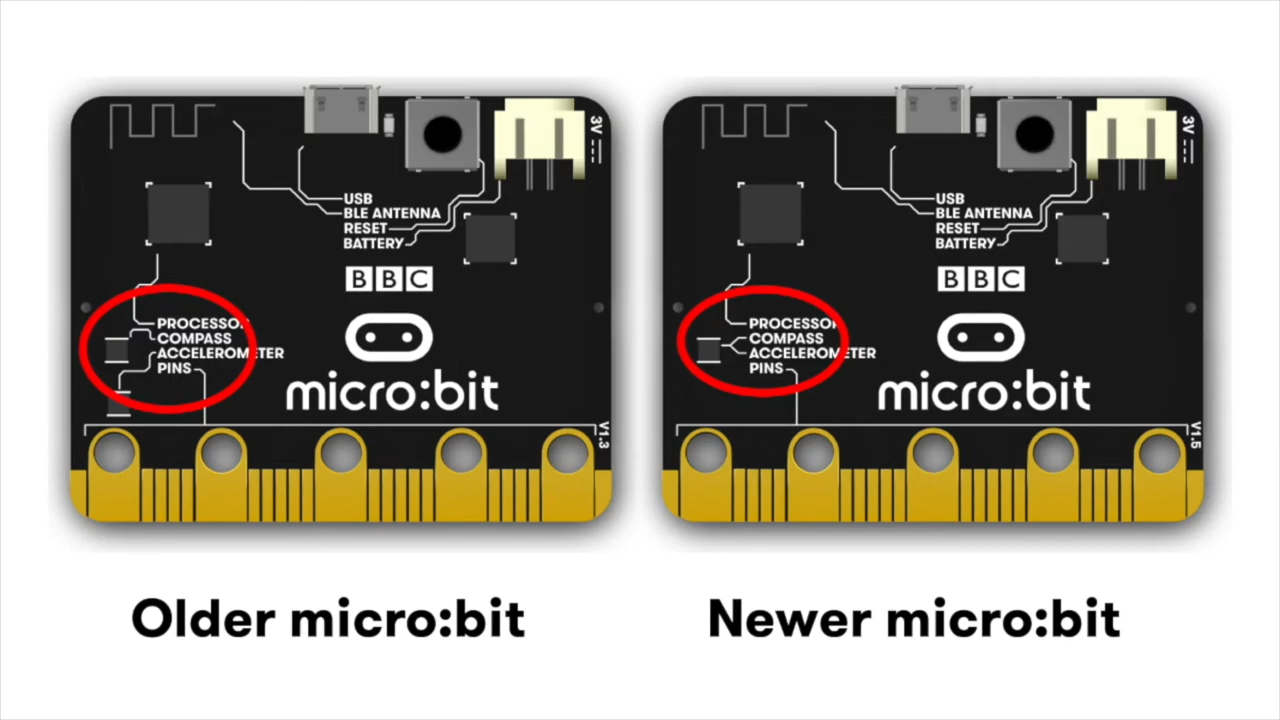 3V
USB
BLE ANTENNA
RESET
BATTERY
BBC
PROCESSOR
COMPASS
ACCELEROMETER
PINS
micro:bit
V1.3
3V
USB
BLE ANTENNA
RESET
BATTERY
BBC
PROCESSOR
COMPASS
ACCELEROMETER
PINS
micro:bit
V1.5
Older micro:bit
Newer micro:bit